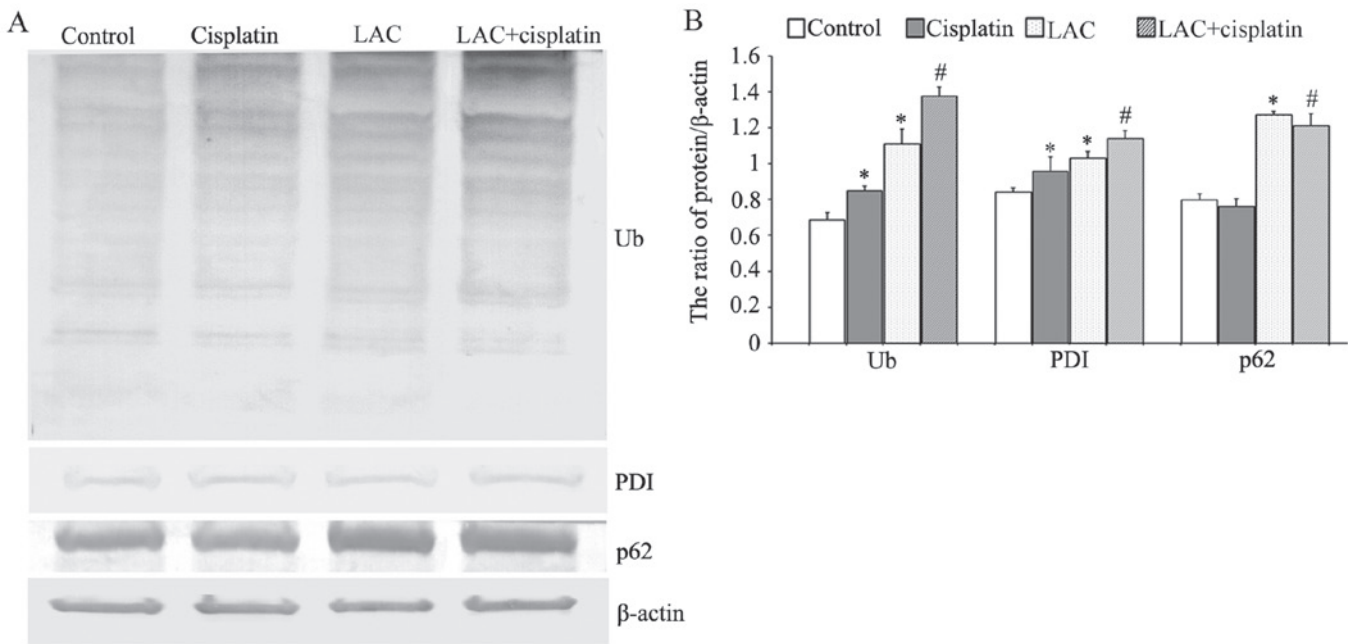 A
Control Cisplatin LAC LAC+cisplatin
Ub
PDI
p62
β-actin
B
Control Cisplatin LAC LAC+cisplatin
The ratio of protein/β-actin
1.6
1.4
1.2
1
0.8
0.6
0.4
0.2
0
* * #
* * #
* #
Ub PDI p62